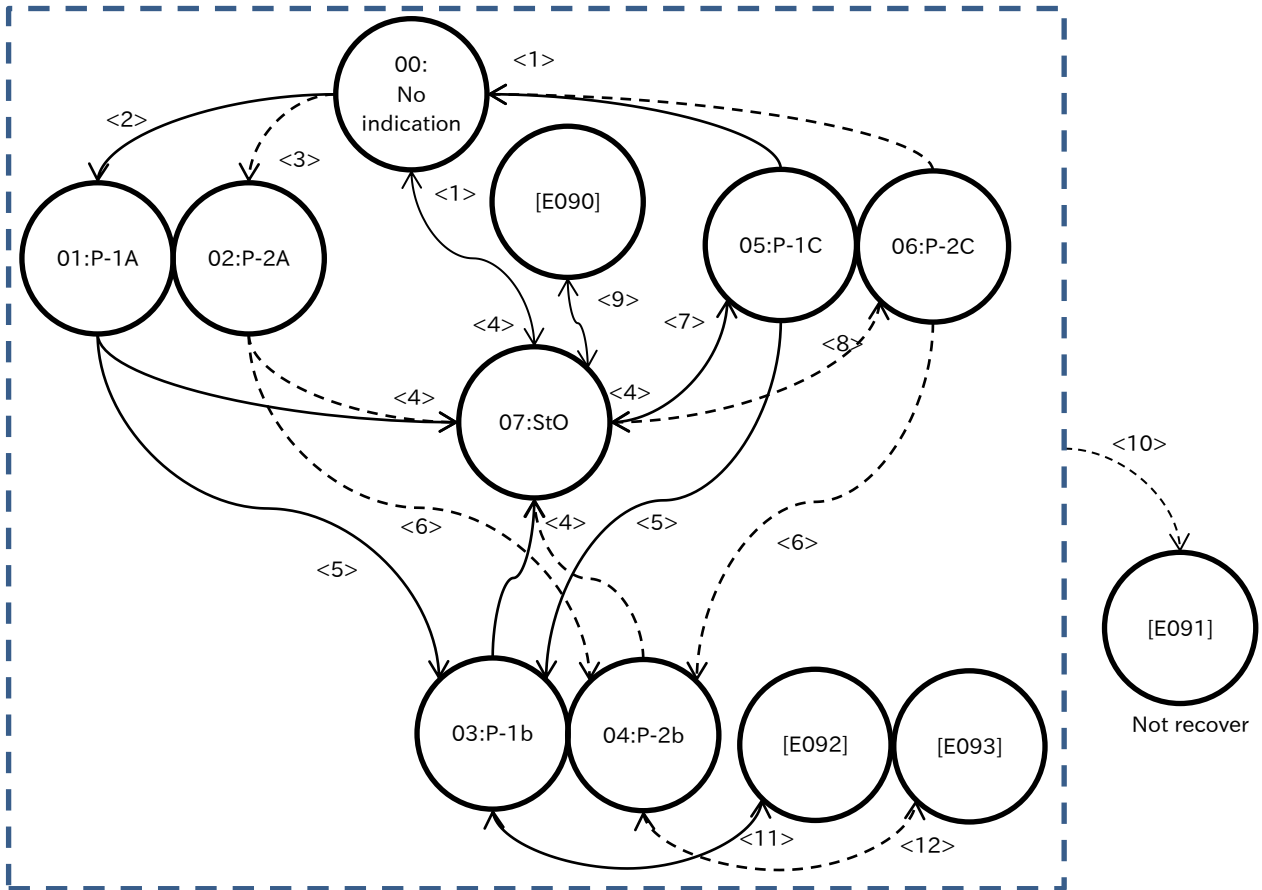 00:
No
indication
<1>
<2>
<3>
<1>
[E090]
01:P-1A
02:P-2A
05:P-1C
06:P-2C
<9>
<4>
<7>
<8>
<4>
<4>
07:StO
<10>
<6>
<4>
<5>
<6>
<5>
[E091]
Not recover
03:P-1b
04:P-2b
[E092]
[E093]
<11>
<12>